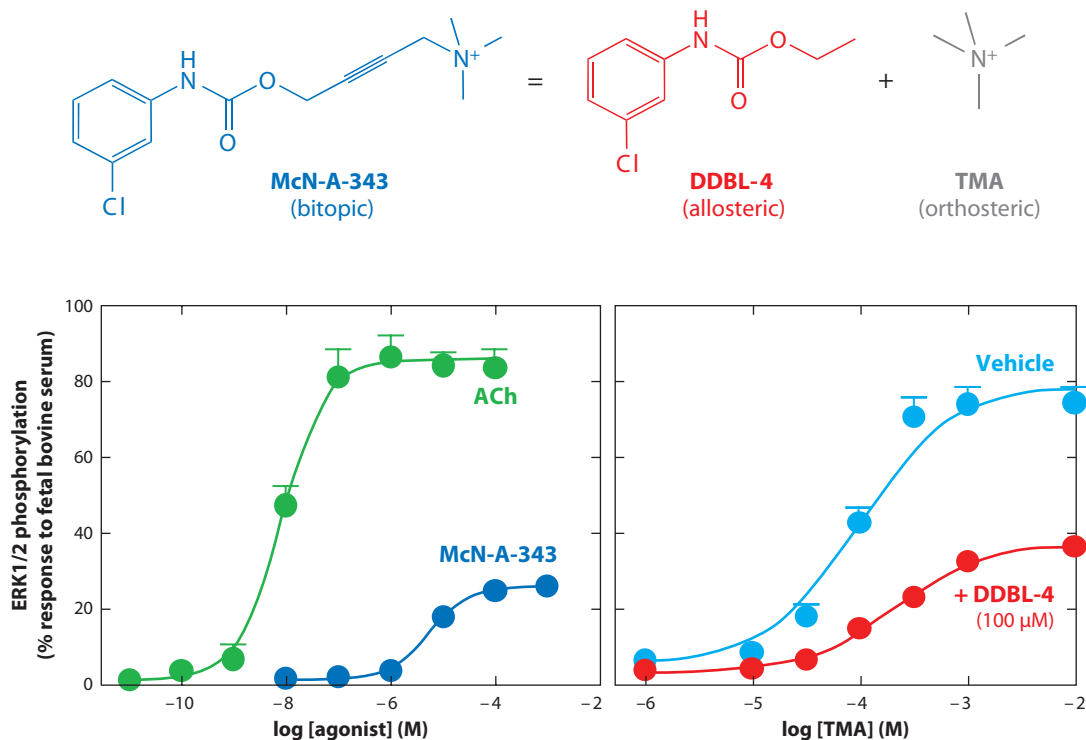 H
N
O
O
N+
Cl
McN-A-343
(bitopic)
=
H
N
O
O
Cl
DDBL-4
(allosteric)
+
N+
TMA
(orthosteric)
ERK1/2 phosphorylation
(% response to fetal bovine serum)
100
80
60
40
20
0
ACh
McN-A-343
−10
−8
−6
−4
−2
log [agonist] (M)
Vehicle
+ DDBL-4
(100 µM)
−6
−5
−4
−3
−2
log [TMA] (M)